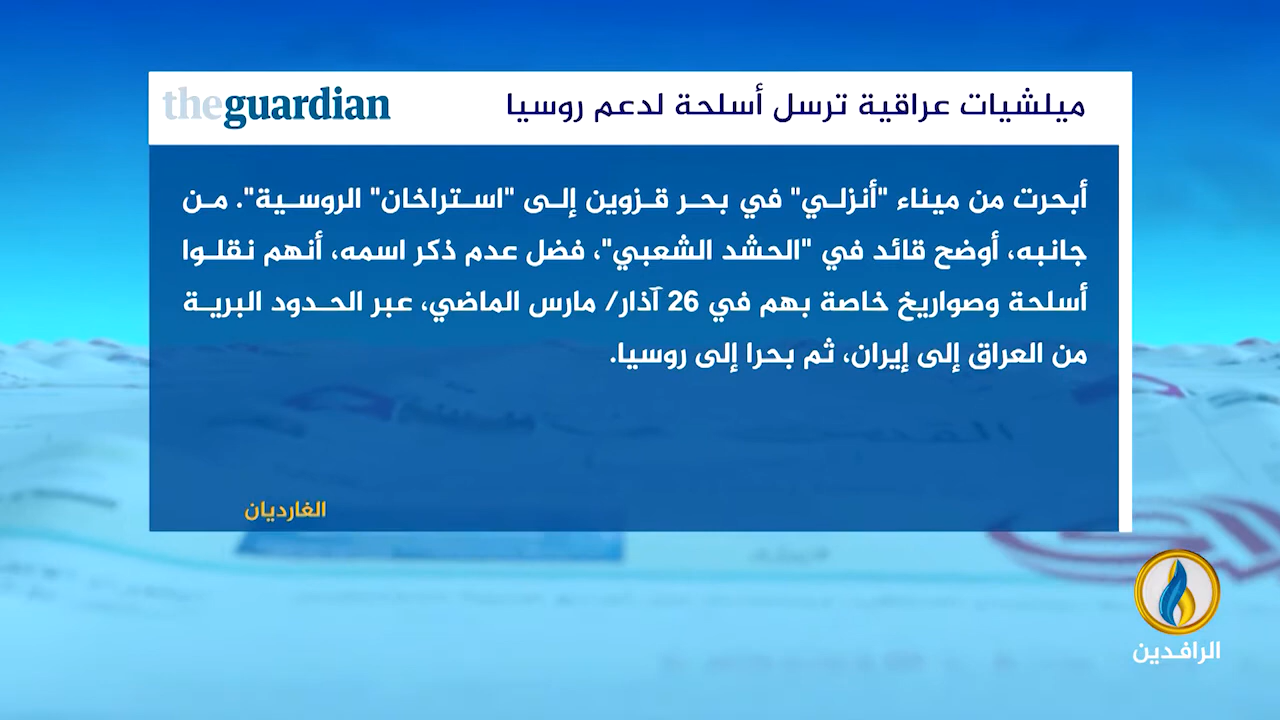 theguardian
ميلشيات عراقية ترسل أسلحة لدعم روسيا
أبحرت من ميناء "أنزلي" في بحر قزوين إلى "استراخان" الروسية". من
جانبه، أوضح قائد في "الحشد الشعبي"، فضل عدم ذكر اسمه، أنهم نقلوا
أسلحة وصواريخ خاصة بهم في 26 آذار/ مارس الماضي، عبر الحدود البرية
من العراق إلى إيران، ثم بحرا إلى روسيا.
الغارديان
الرافدين